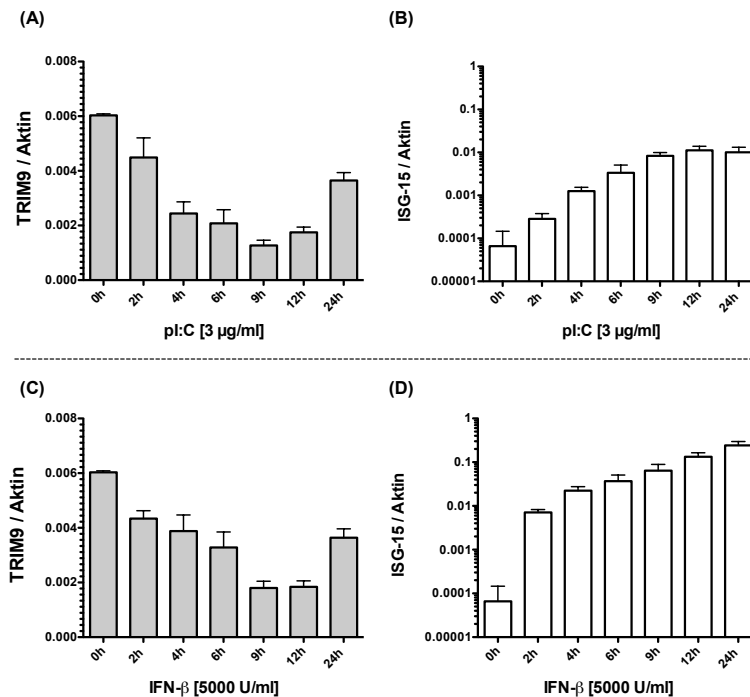 (A)
TRIM9 / Aktin
0.008
0.006
0.004
0.002
0.000
0h 2h 4h 6h 9h 12h 24h
pI:C [3 µg/ml]
(B)
ISG-15 / Aktin
1
0.1
0.01
0.001
0.0001
0.00001
0h 2h 4h 6h 9h 12h 24h
pI:C [3 µg/ml]
(C)
TRIM9 / Aktin
0.008
0.006
0.004
0.002
0.000
0h 2h 4h 6h 9h 12h 24h
IFN-β [5000 U/ml]
(D)
ISG-15 / Aktin
1
0.1
0.01
0.001
0.0001
0.00001
0h 2h 4h 6h 9h 12h 24h
IFN-β [5000 U/ml]